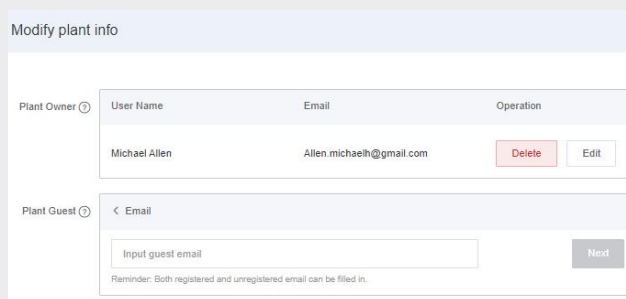 Modify plant info
Plant Owner ?
User Name Email Operation
Michael Allen Allen.michaelh@gmail.com Delete Edit
Plant Guest ?
< Email
Input guest email Next
Reminder: Both registered and unregistered email can be filled in.